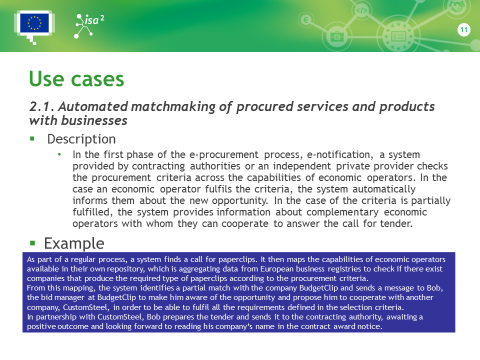 isa²
11
Use cases
2.1. Automated matchmaking of procured services and products
with businesses
▪ Description
• In the first phase of the e-procurement process, e-notification, a system
provided by contracting authorities or an independent private provider checks
the procurement criteria across the capabilities of economic operators. In the
case an economic operator fulfils the criteria, the system automatically
informs them about the new opportunity. In the case of the criteria is partially
fulfilled, the system provides information about complementary economic
operators with whom they can cooperate to answer the call for tender.
▪ Example
As part of a regular process, a system finds a call for paperclips. It then maps the capabilities of economic operators
available in their own repository, which is aggregating data from European business registries to check if there exist
companies that produce the required type of paperclips according to the procurement criteria.
From this mapping, the system identifies a partial match with the company BudgetClip and sends a message to Bob,
the bid manager at BudgetClip to make him aware of the opportunity and propose him to cooperate with another
company, CustomSteel, in order to be able to fulfil all the requirements defined in the selection criteria.
In partnership with CustomSteel, Bob prepares the tender and sends it to the contracting authority, awaiting a
positive outcome and looking forward to reading his company's name in the contract award notice.